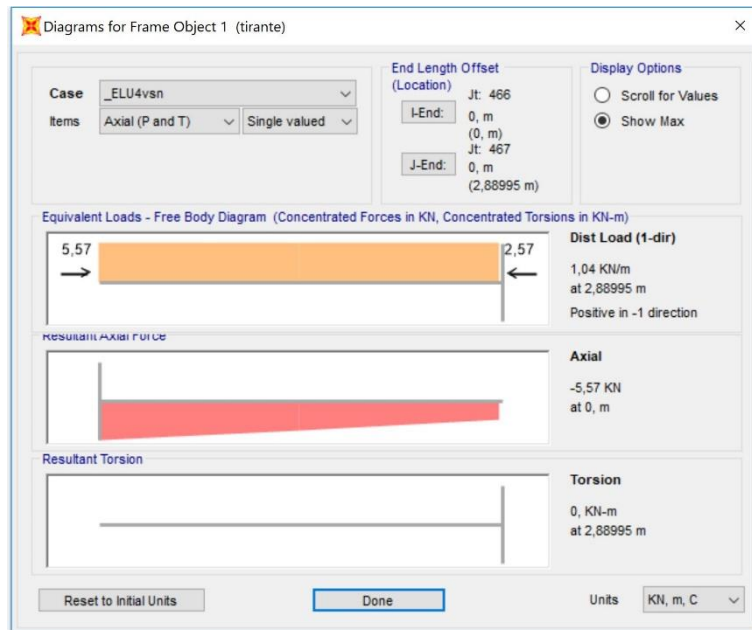 Diagrams for Frame Object 1 (tirante)
Case
_ELU4vsn
Items
Axial (P and T)
Single valued
End Length Offset
(Location)
Jt: 466
I-End:
0, m
(0, m)
Jt: 467
J-End:
0, m
(2,88995 m)
Display Options
Scroll for Values
Show Max
Equivalent Loads - Free Body Diagram (Concentrated Forces in KN, Concentrated Torsions in KN-m)
5,57
2,57
Dist Load (1-dir)
1,04 KN/m
at 2,88995 m
Positive in -1 direction
Resultant Axial Force
Axial
-5,57 KN
at 0, m
Resultant Torsion
Torsion
0, KN-m
at 2,88995 m
Reset to Initial Units
Done
Units
KN, m, C